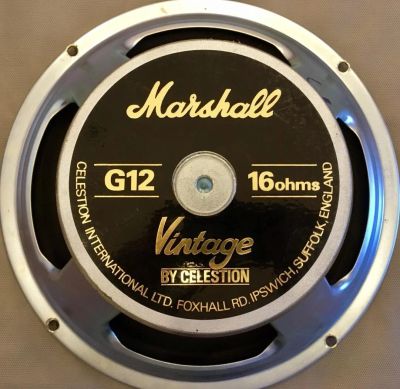 Marshall
G12
16ohms
Vintage
BY CELESTION
CELESTION INTERNATIONAL LTD. FOXHALL RD. IPSWICH, SUFFOLK, ENGLAND